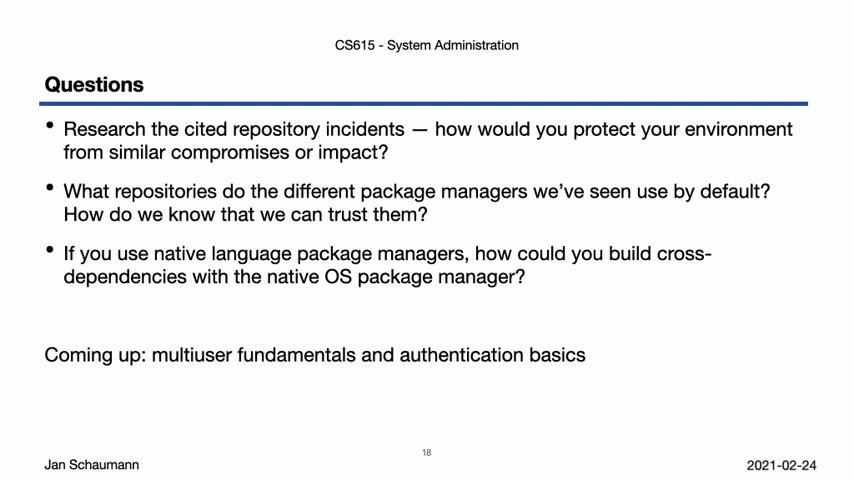 CS615 - System Administration
Questions
• Research the cited repository incidents — how would you protect your environment
from similar compromises or impact?
• What repositories do the different package managers we’ve seen use by default?
How do we know that we can trust them?
• If you use native language package managers, how could you build cross-
dependencies with the native OS package manager?
Coming up: multiuser fundamentals and authentication basics
18
Jan Schaumann
2021-02-24